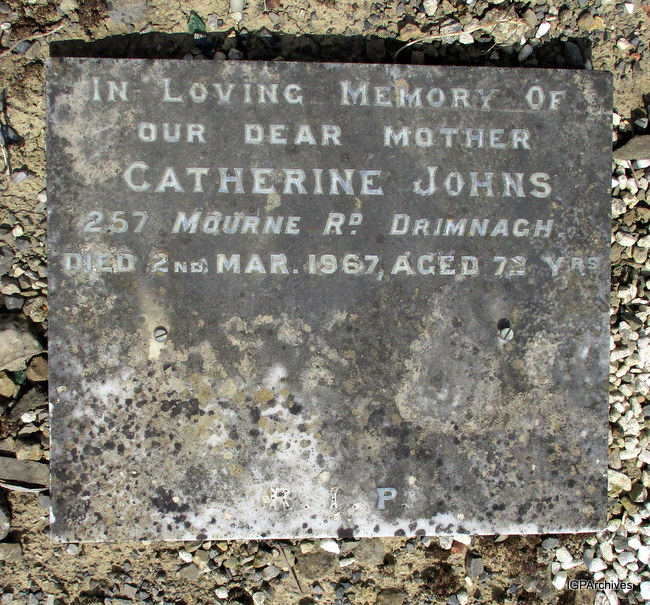 In Loving Memory Of
OUR DEAR MOTHER
CATHERINE JOHNS
257 MOURNE RD. DRIMNAGH.
DIED 2ND. MAR. 1967, AGED YRS
R. I. P.
IGPArchives